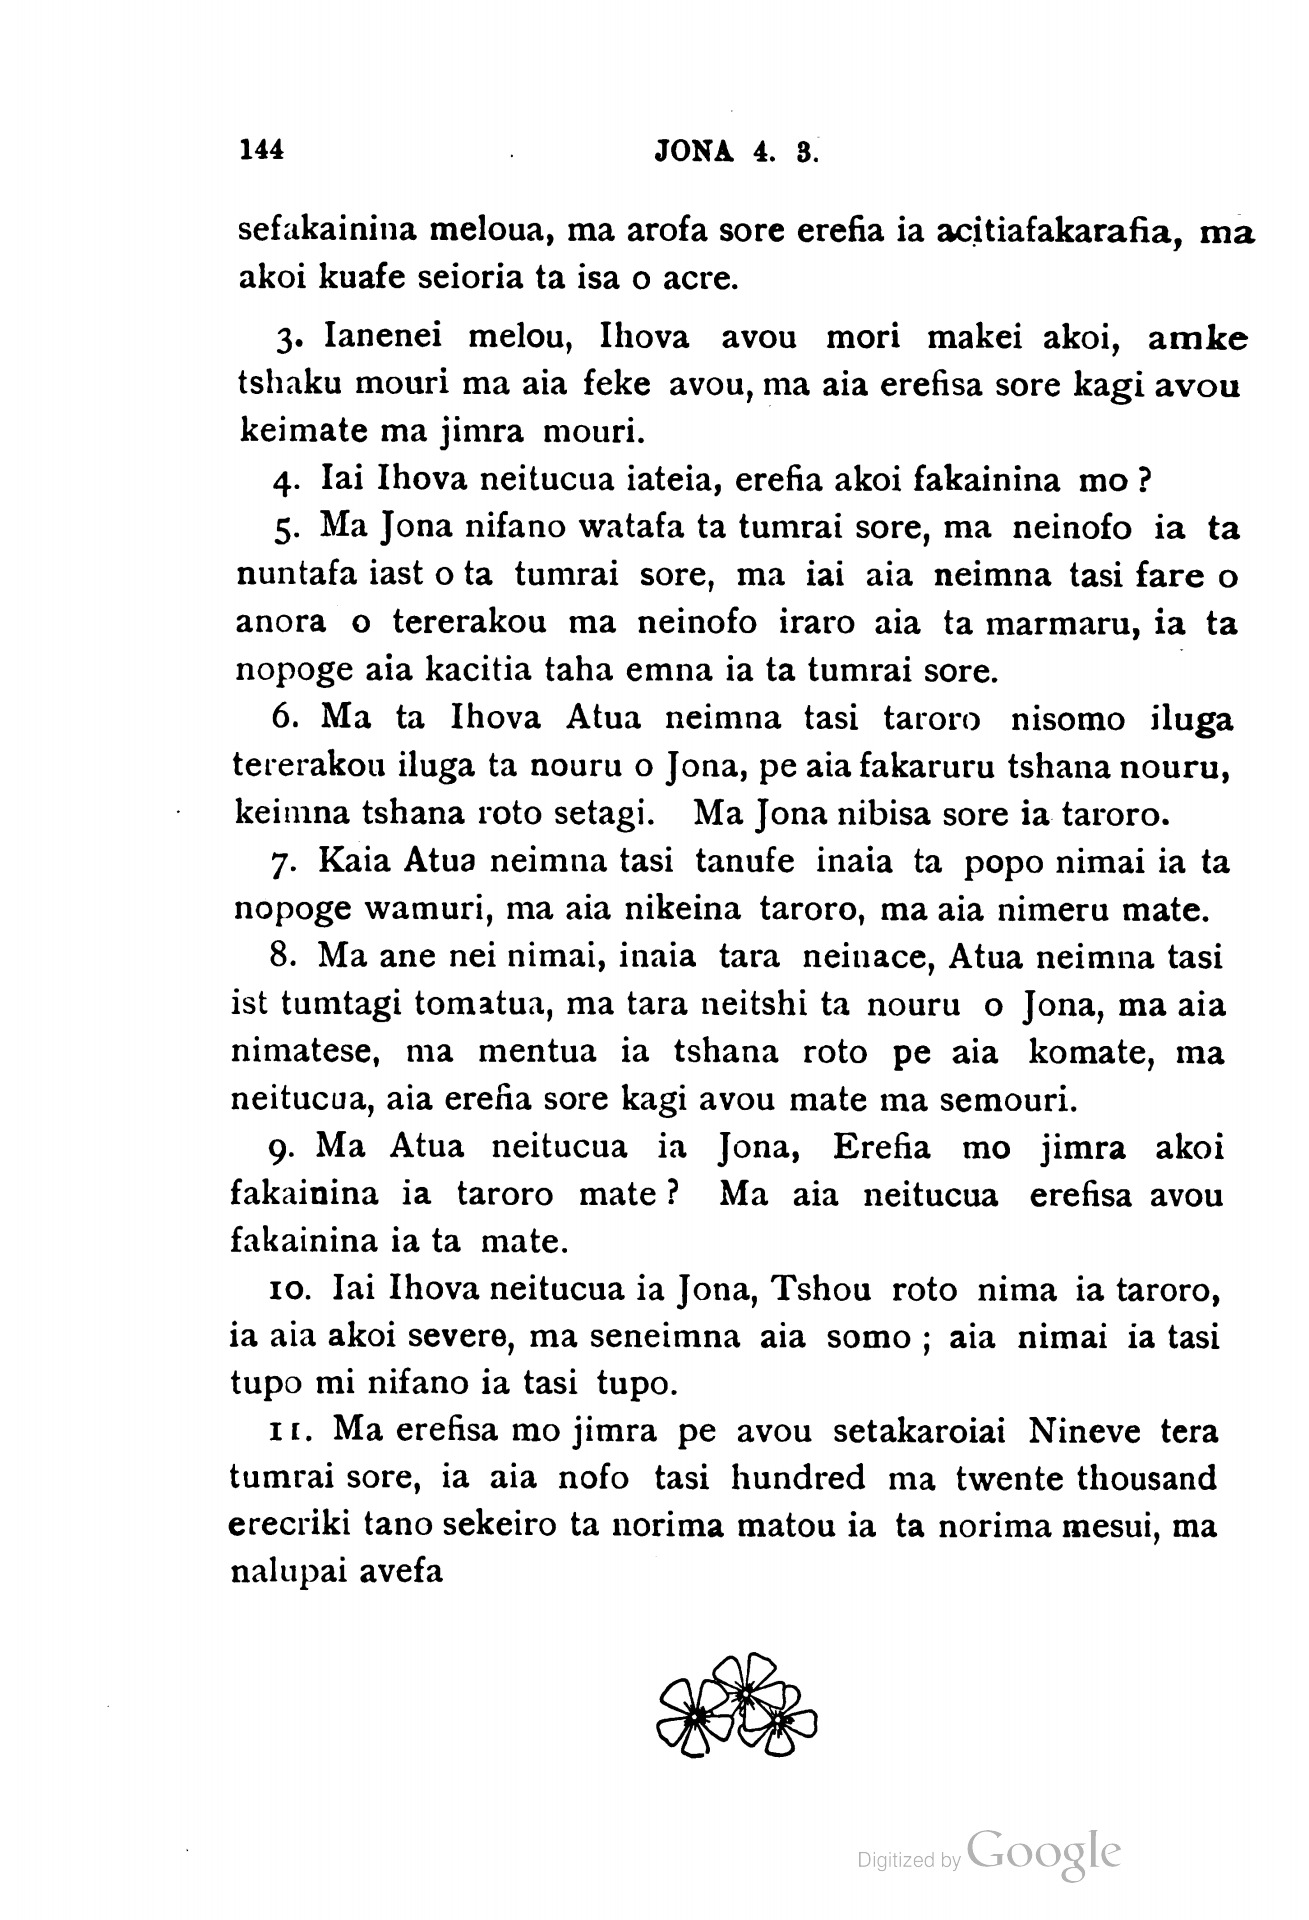 144 JONA 4. 3.
sefakainina meloua, ma arofa sore erefia ia acitiafakarafia, ma
akoi kuafe seioria ta isa o acre.
3. Ianenei melou, Ihova avou mori makei akoi, amke
tshaku mouri ma aia feke avou, ma aia erefisa sore kagi avou
keimate ma jimra mouri.
4. Iai Ihova neitucua iateia, erefia akoi fakainina mo?
5. Ma Jona nifano watafa ta tumrai sore, ma neinofo ia ta
nuntafa iast o ta tumrai sore, ma iai aia neimna tasi fare o
anora o tererakou ma neinofo iraro aia ta marmaru, ia ta
nopoge aia kacitia taha emna ia ta tumrai sore.
6. Ma ta Ihova Atua neimna tasi taroro nisomo iluga
tererakou iluga ta nouru o Jona, pe aia fakaruru tshana nouru,
keimna tshana roto setagi. Ma Jona nibisa sore ia taroro.
7. Kaia Atua neimna tasi tanufe inaia ta popo nimai ia ta
nopoge wamuri, ma aia nikeina taroro, ma aia nimeru mate.
8. Ma ane nei nimai, inaia tara neinace, Atua neimna tasi
ist tumtagi tomatua, ma tara neitshi ta nouru o Jona, ma aia
nimatese, ma mentua ia tshana roto pe aia komate, ma
neitucua, aia erefia sore kagi avou mate ma semouri.
9. Ma Atua neitucua ia Jona, Erefia mo jimra akoi
fakainina ia taroro mate? Ma aia neitucua erefisa avou
fakainina ia ta mate.
10. Iai Ihova neitucua ia Jona, Tshou roto nima ia taroro,
ia aia akoi severe, ma seneimna aia somo; aia nimai ia tasi
tupo mi nifano ia tasi tupo.
11. Ma erefisa mo jimra pe avou setakaroiai Nineve tera
tumrai sore, ia aia nofo tasi hundred ma twente thousand
erecriki tano sekeiro ta norima matou ia ta norima mesui, ma
nalupai avefa
Digitized by Google